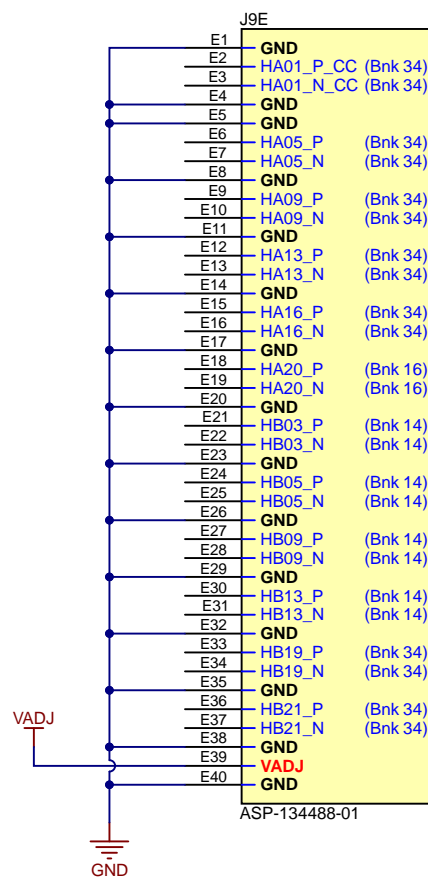 J9E
E1 GND
E2 HA01_P_CC (Bnk 34)
E3 HA01_N_CC (Bnk 34)
E4 GND
E5 GND
E6 HA05_P (Bnk 34)
E7 HA05_N (Bnk 34)
E8 GND
E9 HA09_P (Bnk 34)
E10 HA09_N (Bnk 34)
E11 GND
E12 HA13_P (Bnk 34)
E13 HA13_N (Bnk 34)
E14 GND
E15 HA16_P (Bnk 34)
E16 HA16_N (Bnk 34)
E17 GND
E18 HA20_P (Bnk 16)
E19 HA20_N (Bnk 16)
E20 GND
E21 HB03_P (Bnk 14)
E22 HB03_N (Bnk 14)
E23 GND
E24 HB05_P (Bnk 14)
E25 HB05_N (Bnk 14)
E26 GND
E27 HB09_P (Bnk 14)
E28 HB09_N (Bnk 14)
E29 GND
E30 HB13_P (Bnk 14)
E31 HB13_N (Bnk 14)
E32 GND
E33 HB19_P (Bnk 34)
E34 HB19_N (Bnk 34)
E35 GND
E36 HB21_P (Bnk 34)
E37 HB21_N (Bnk 34)
E38 GND
VADJ
E39 VADJ
E40 GND
ASP-134488-01
GND